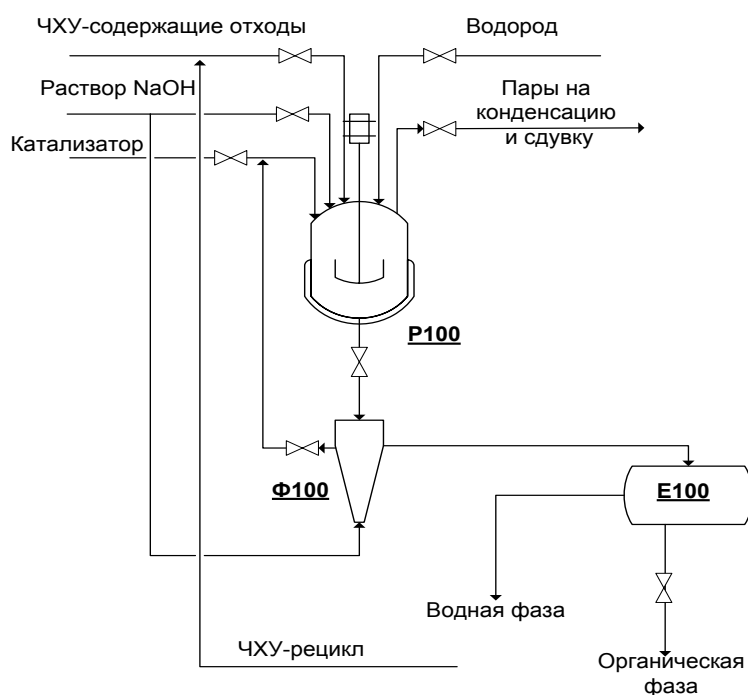 ЧХУ-содержащие отходы
Водород
Раствор NaOH
Пары на
конденсацию
и сдувку
Катализатор
Р100
Ф100
Е100
Водная фаза
ЧХУ-рецикл
Органическая
фаза